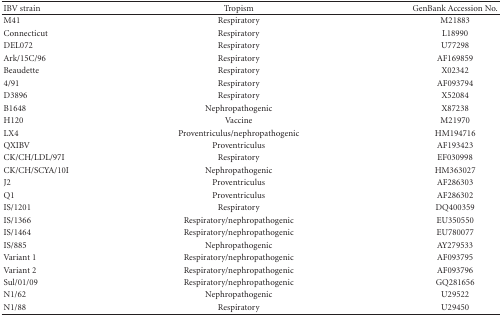 IBV strain Tropism GenBank Accession No.
M41 Respiratory M21883
Connecticut Respiratory L18990
DEL072 Respiratory U77298
Ark/15C/96 Respiratory AF169859
Beaudette Respiratory X02342
4/91 Respiratory AF093794
D3896 Respiratory X52084
B1648 Nephropathogenic X87238
H120 Vaccine M21970
LX4 Proventriculus/nephropathogenic HM194716
QXIBV Proventriculus AF193423
CK/CH/LDL/97I Respiratory EF030998
CK/CH/SCYA/10I Nephropathogenic HM363027
J2 Proventriculus AF286303
Q1 Proventriculus AF286302
IS/1201 Respiratory DQ400359
IS/1366 Respiratory/nephropathogenic EU350550
IS/1464 Respiratory/nephropathogenic EU780077
IS/885 Nephropathogenic AY279533
Variant 1 Respiratory/nephropathogenic AF093795
Variant 2 Respiratory/nephropathogenic AF093796
Sul/01/09 Respiratory/nephropathogenic GQ281656
N1/62 Nephropathogenic U29522
N1/88 Respiratory U29450